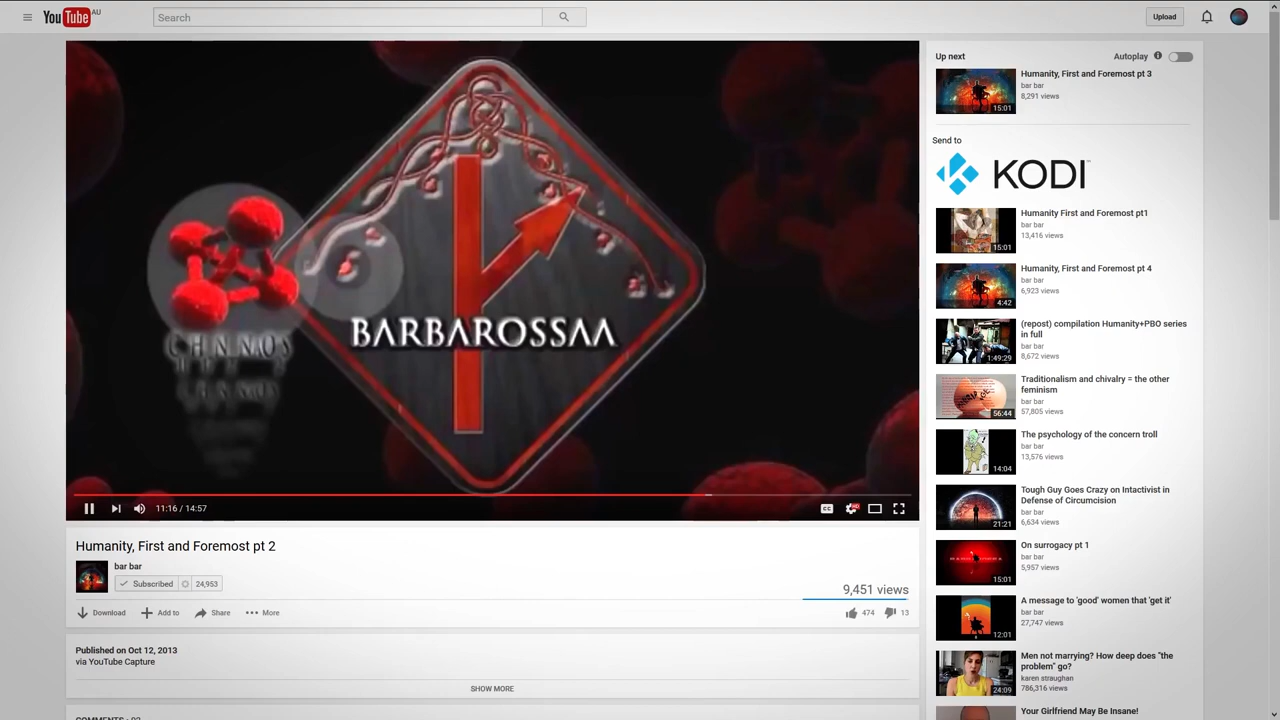 YouTube AU
Search
Upload
BARBAROSSAA
11:16 / 14:57
CC
HD
Humanity, First and Foremost pt 2
bar bar
Subscribed
24,953
9,451 views
Download
Add to
Share
More
474
13
Published on Oct 12, 2013
via YouTube Capture
SHOW MORE
COMMENTS
Up next
Autoplay
Humanity, First and Foremost pt 3
bar bar
8,291 views
15:01
Send to
KODI
Humanity First and Foremost pt1
bar bar
13,416 views
15:01
Humanity, First and Foremost pt 4
bar bar
6,923 views
4:42
(repost) compilation Humanity+PBO series
in full
bar bar
8,672 views
1:49:29
Traditionalism and chivalry = the other
feminism
bar bar
57,805 views
56:44
The psychology of the concern troll
bar bar
13,576 views
14:04
Tough Guy Goes Crazy on Intactivist in
Defense of Circumcision
bar bar
6,634 views
21:21
On surrogacy pt 1
bar bar
5,957 views
15:01
A message to 'good' women that 'get it'
bar bar
27,747 views
12:01
Men not marrying? How deep does "the
problem" go?
karen straughan
786,316 views
24:09
Your Girlfriend May Be Insane!